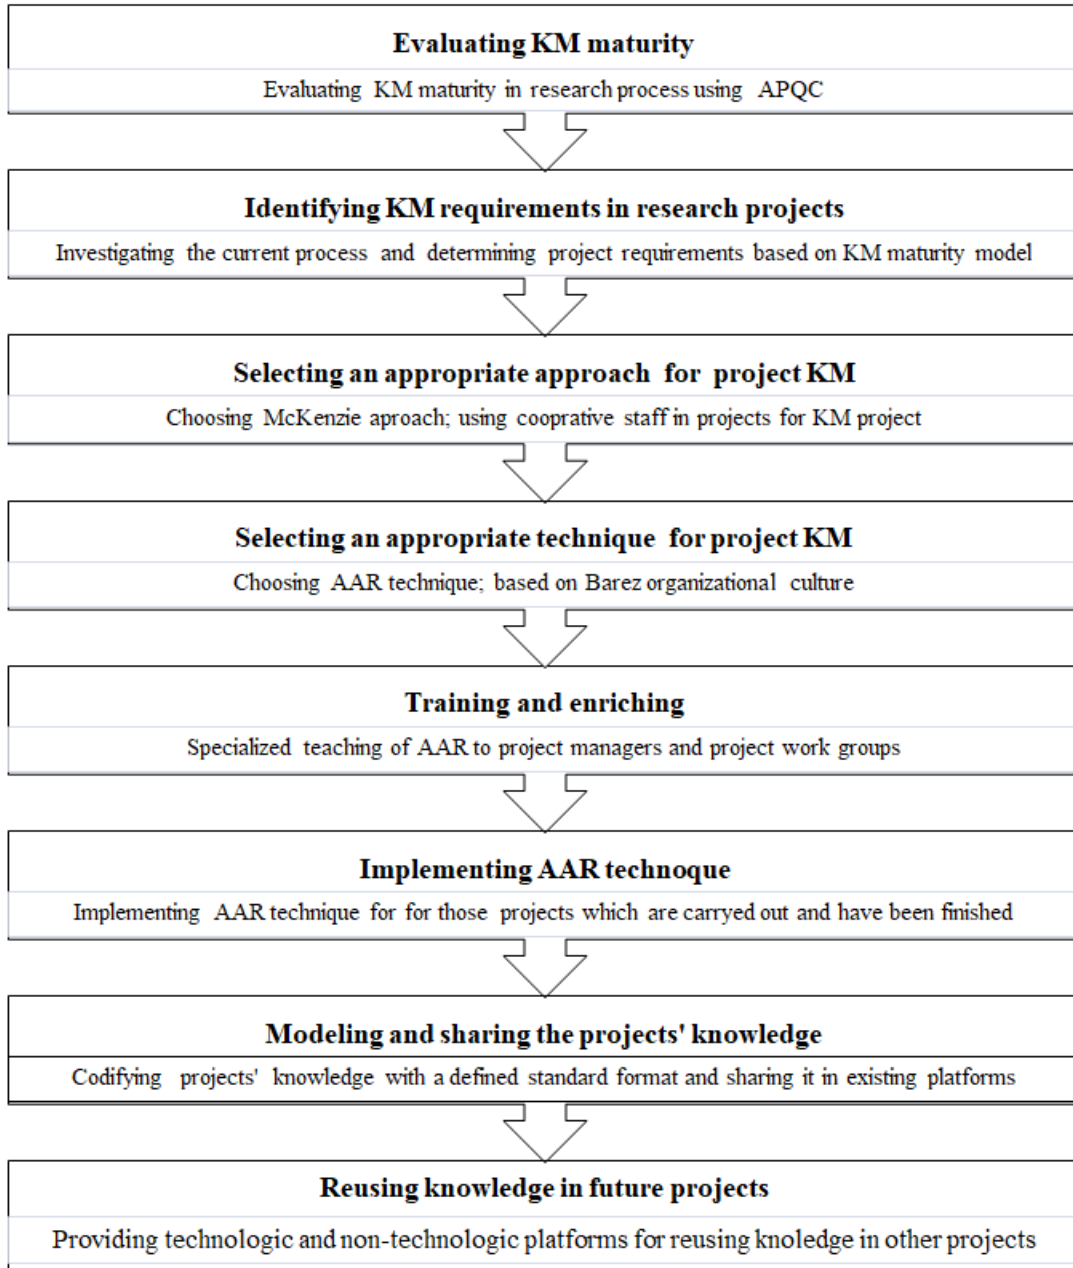 Evaluating KM maturity
Evaluating KM maturity in research process using APQC
Identifying KM requirements in research projects
Investigating the current process and determining project requirements based on KM maturity model
Selecting an appropriate approach for project KM
Choosing McKenzie aproach; using cooprative staff in projects for KM project
Selecting an appropriate technique for project KM
Choosing AAR technique; based on Barez organizational culture
Training and enriching
Specialized teaching of AAR to project managers and project work groups
Implementing AAR technoque
Implementing AAR technique for for those projects which are carryed out and have been finished
Modeling and sharing the projects' knowledge
Codifying projects' knowledge with a defined standard format and sharing it in existing platforms
Reusing knowledge in future projects
Providing technologic and non-technologic platforms for reusing knoledge in other projects